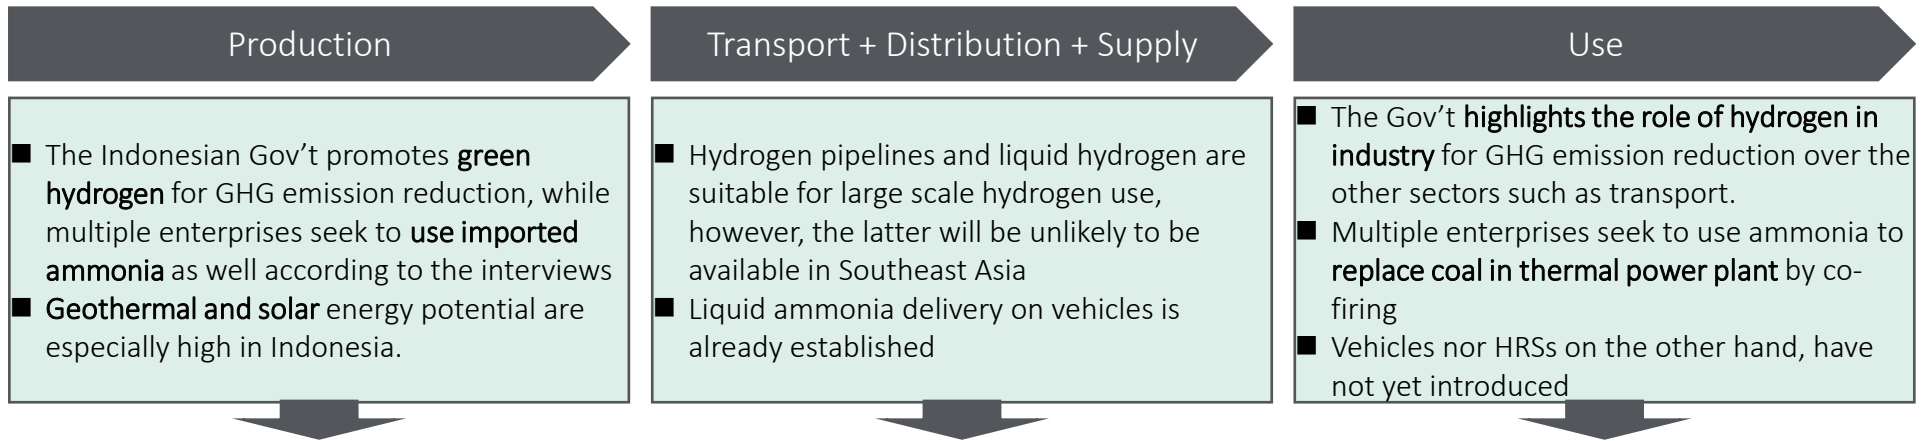 Production
The Indonesian Gov’t promotes green
hydrogen for GHG emission reduction, while
multiple enterprises seek to use imported
ammonia as well according to the interviews
Geothermal and solar energy potential are
especially high in Indonesia.
Transport + Distribution + Supply
Hydrogen pipelines and liquid hydrogen are
suitable for large scale hydrogen use,
however, the latter will be unlikely to be
available in Southeast Asia
Liquid ammonia delivery on vehicles is
already established
Use
The Gov’t highlights the role of hydrogen in
industry for GHG emission reduction over the
other sectors such as transport.
Multiple enterprises seek to use ammonia to
replace coal in thermal power plant by co-
firing
Vehicles nor HRSs on the other hand, have
not yet introduced